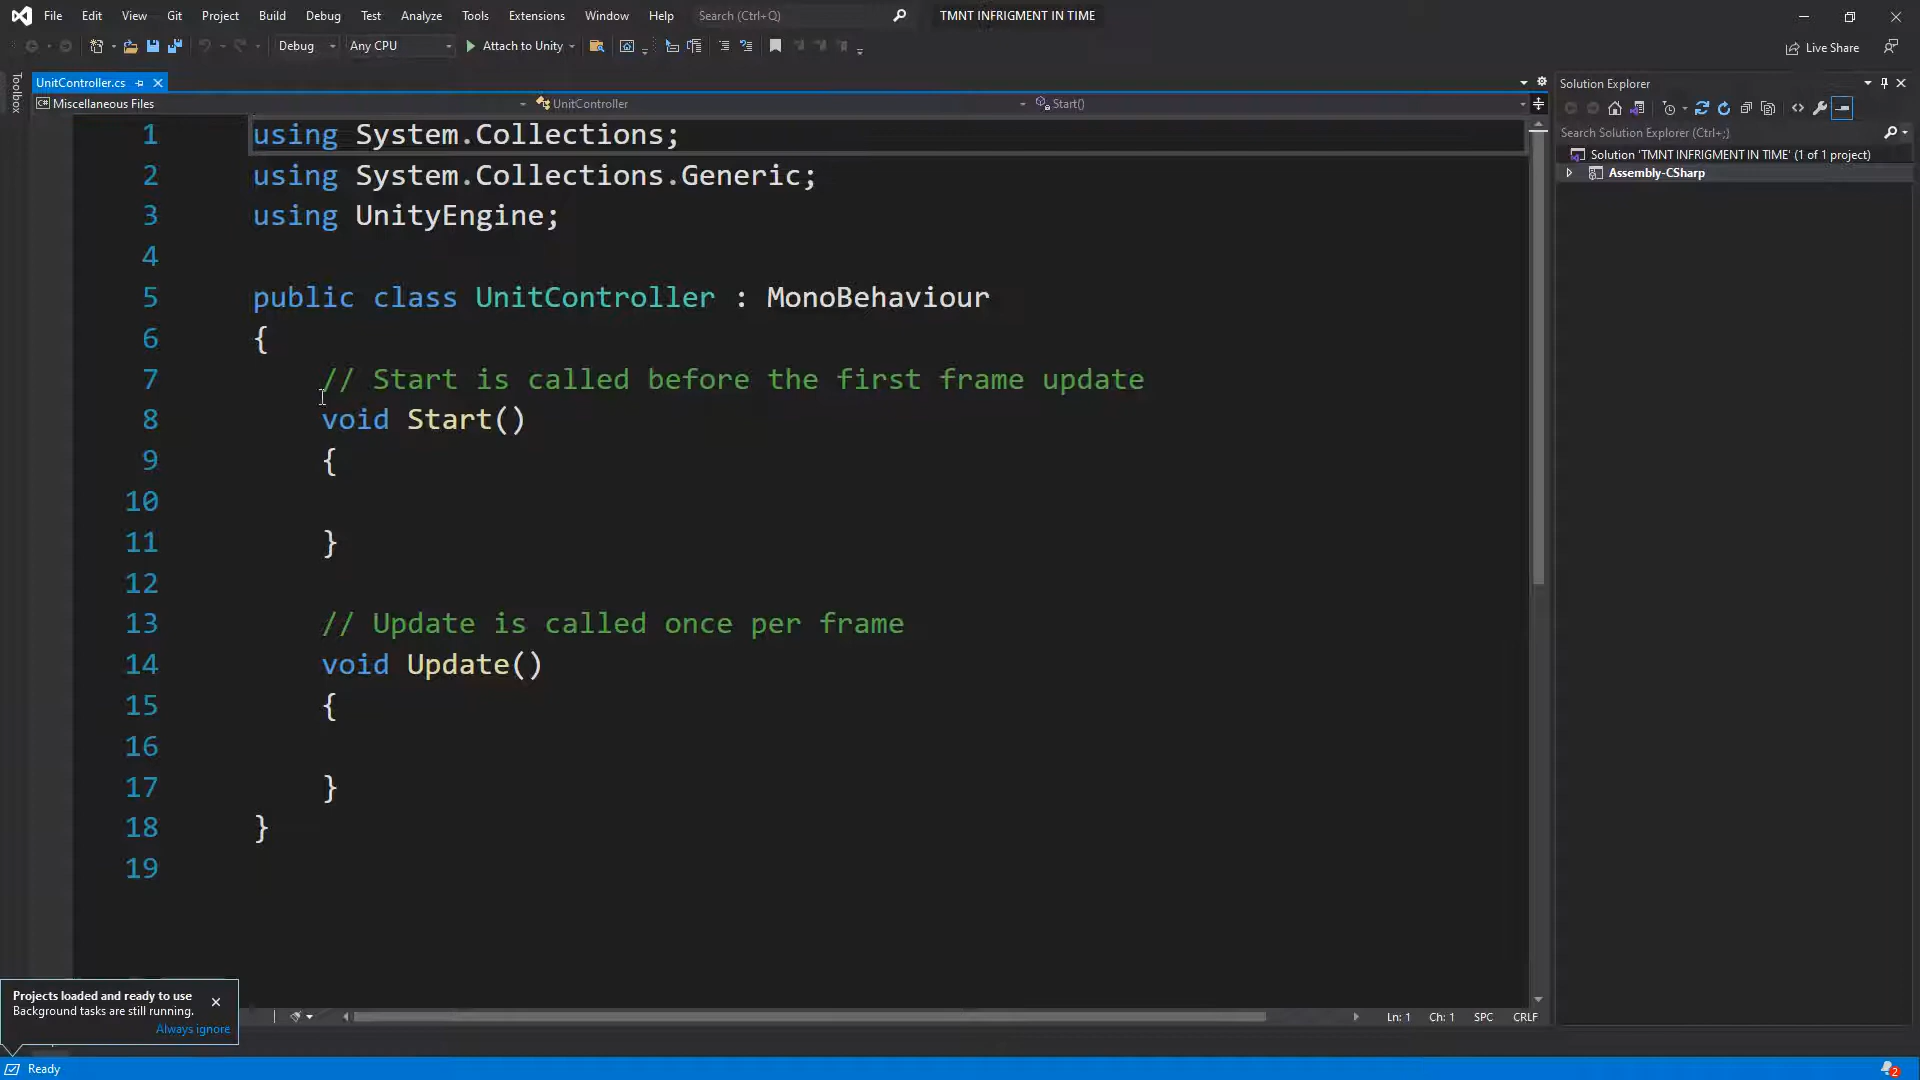 File Edit View Git Project Build Debug Test Analyze Tools Extensions Window Help Search (Ctrl+Q) TMNT INFRIGMENT IN TIME
Debug Any CPU Attach to Unity Live Share
Toolbox
UnitController.cs
Miscellaneous Files UnitController Start()
1 using System.Collections;
2 using System.Collections.Generic;
3 using UnityEngine;
4
5 public class UnitController : MonoBehaviour
6 {
7 // Start is called before the first frame update
8 void Start()
9 {
10
11 }
12
13 // Update is called once per frame
14 void Update()
15 {
16
17 }
18 }
19
Solution Explorer
Search Solution Explorer (Ctrl+;)
Solution 'TMNT INFRIGMENT IN TIME' (1 of 1 project)
Assembly-CSharp
Projects loaded and ready to use
Background tasks are still running.
Always ignore
Ln: 1 Ch: 1 SPC CRLF
Ready 2